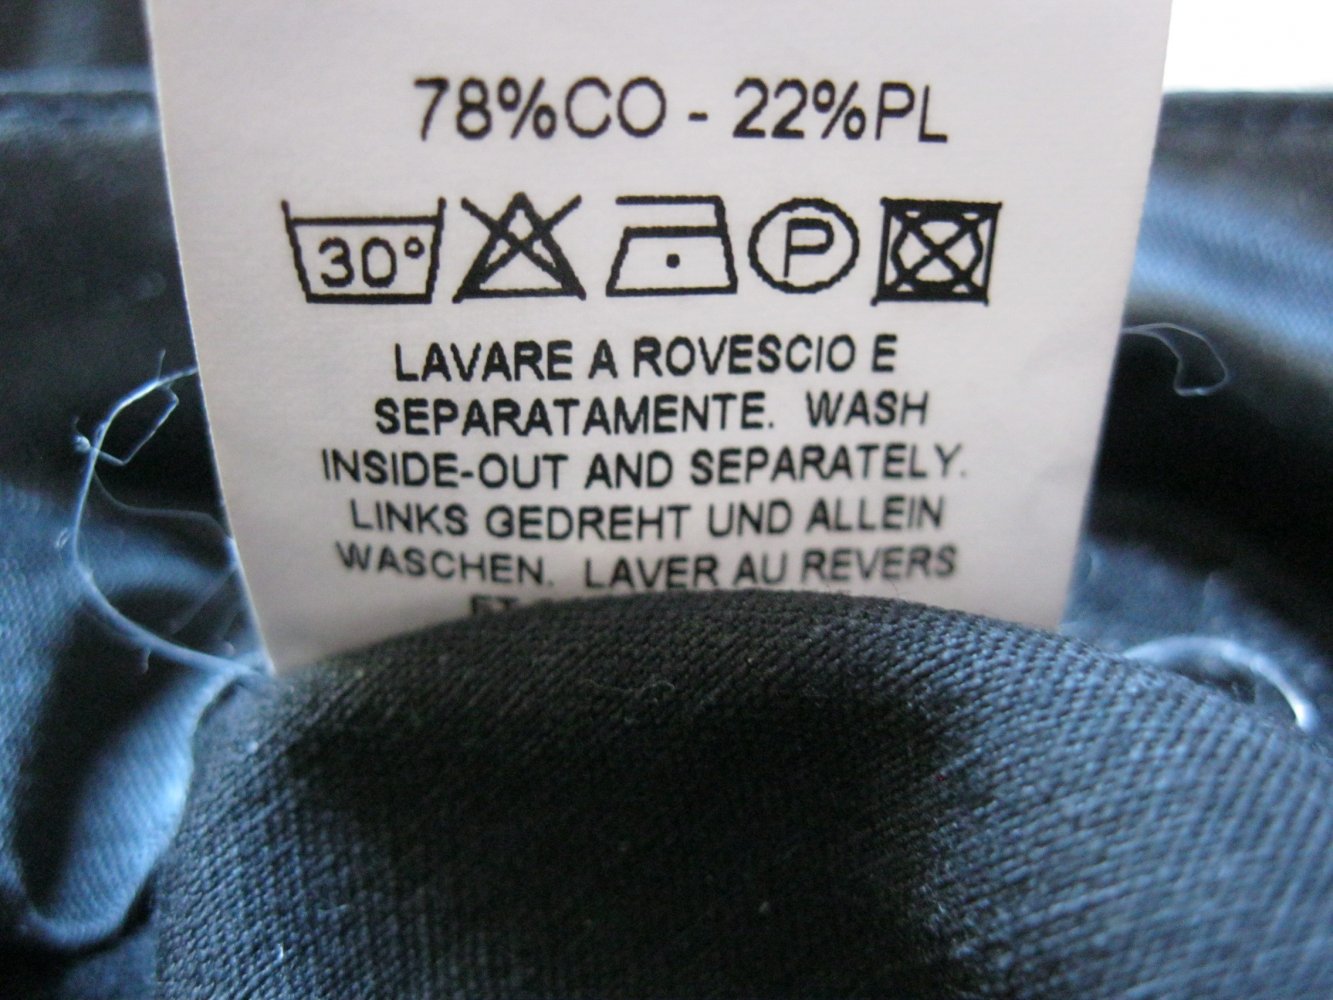 78%CO - 22%PL
30° P
LAVARE A ROVESCIO E
SEPARATAMENTE. WASH
INSIDE-OUT AND SEPARATELY.
LINKS GEDREHT UND ALLEIN
WASCHEN. LAVER AU REVERS